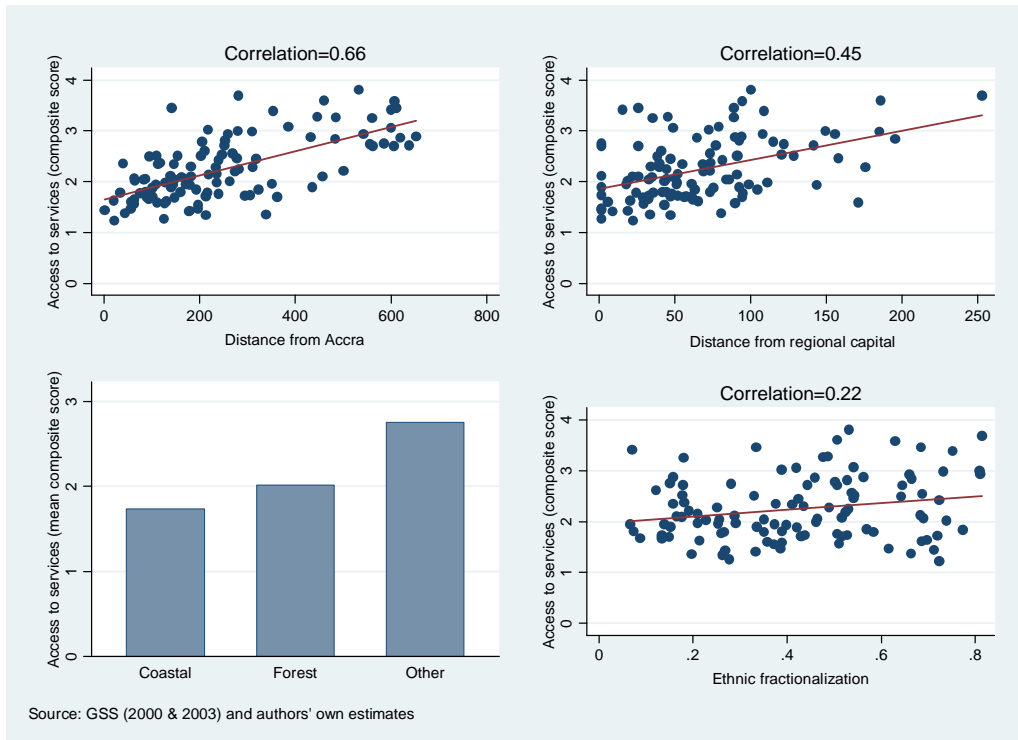 Correlation=0.66
Access to services (composite score)
4
3
2
1
0
0 200 400 600 800
Distance from Accra
Correlation=0.45
Access to services (composite score)
4
3
2
1
0
0 50 100 150 200 250
Distance from regional capital
Access to services (mean composite score)
3
2
1
0
Coastal Forest Other
Correlation=0.22
Access to services (composite score)
4
3
2
1
0
0 .2 .4 .6 .8
Ethnic fractionalization
Source: GSS (2000 & 2003) and authors' own estimates